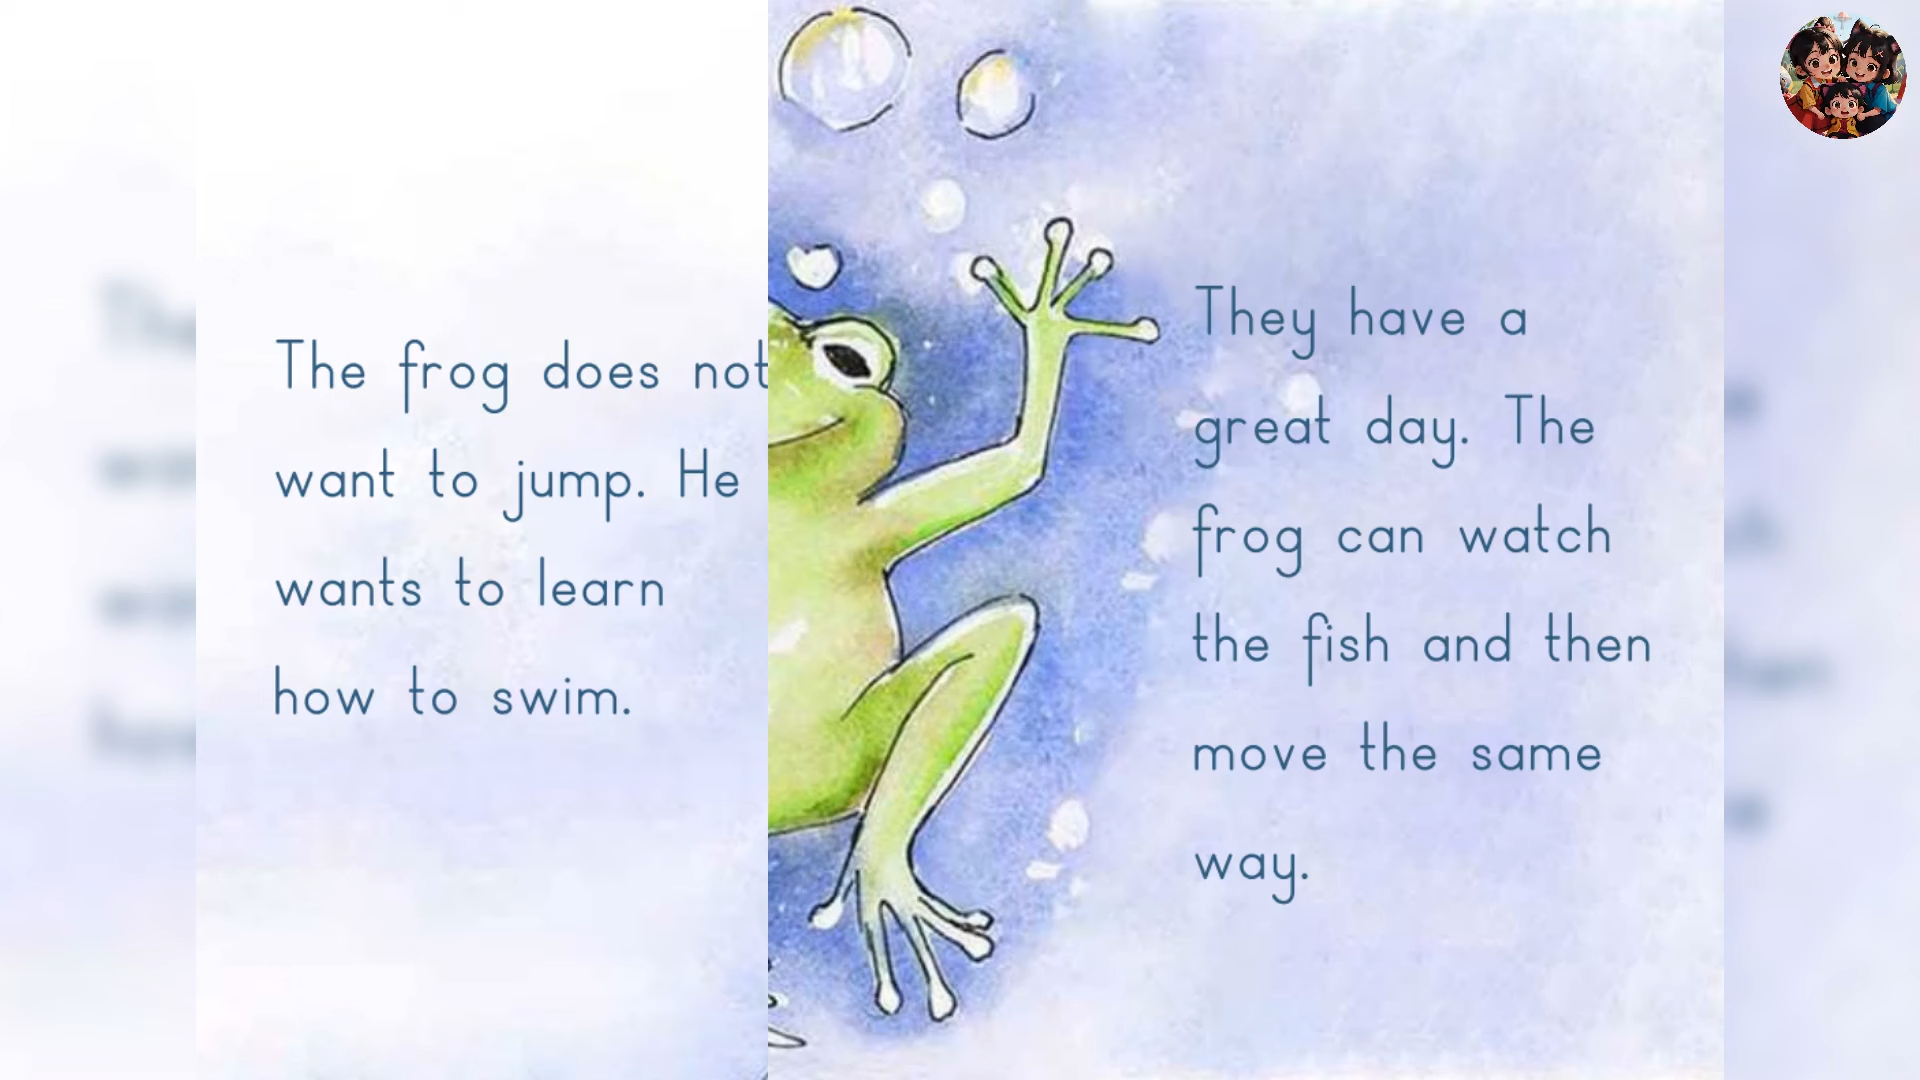 The frog does not
want to jump. He
wants to learn
how to swim.
They have a
great day. The
frog can watch
the fish and then
move the same
way.